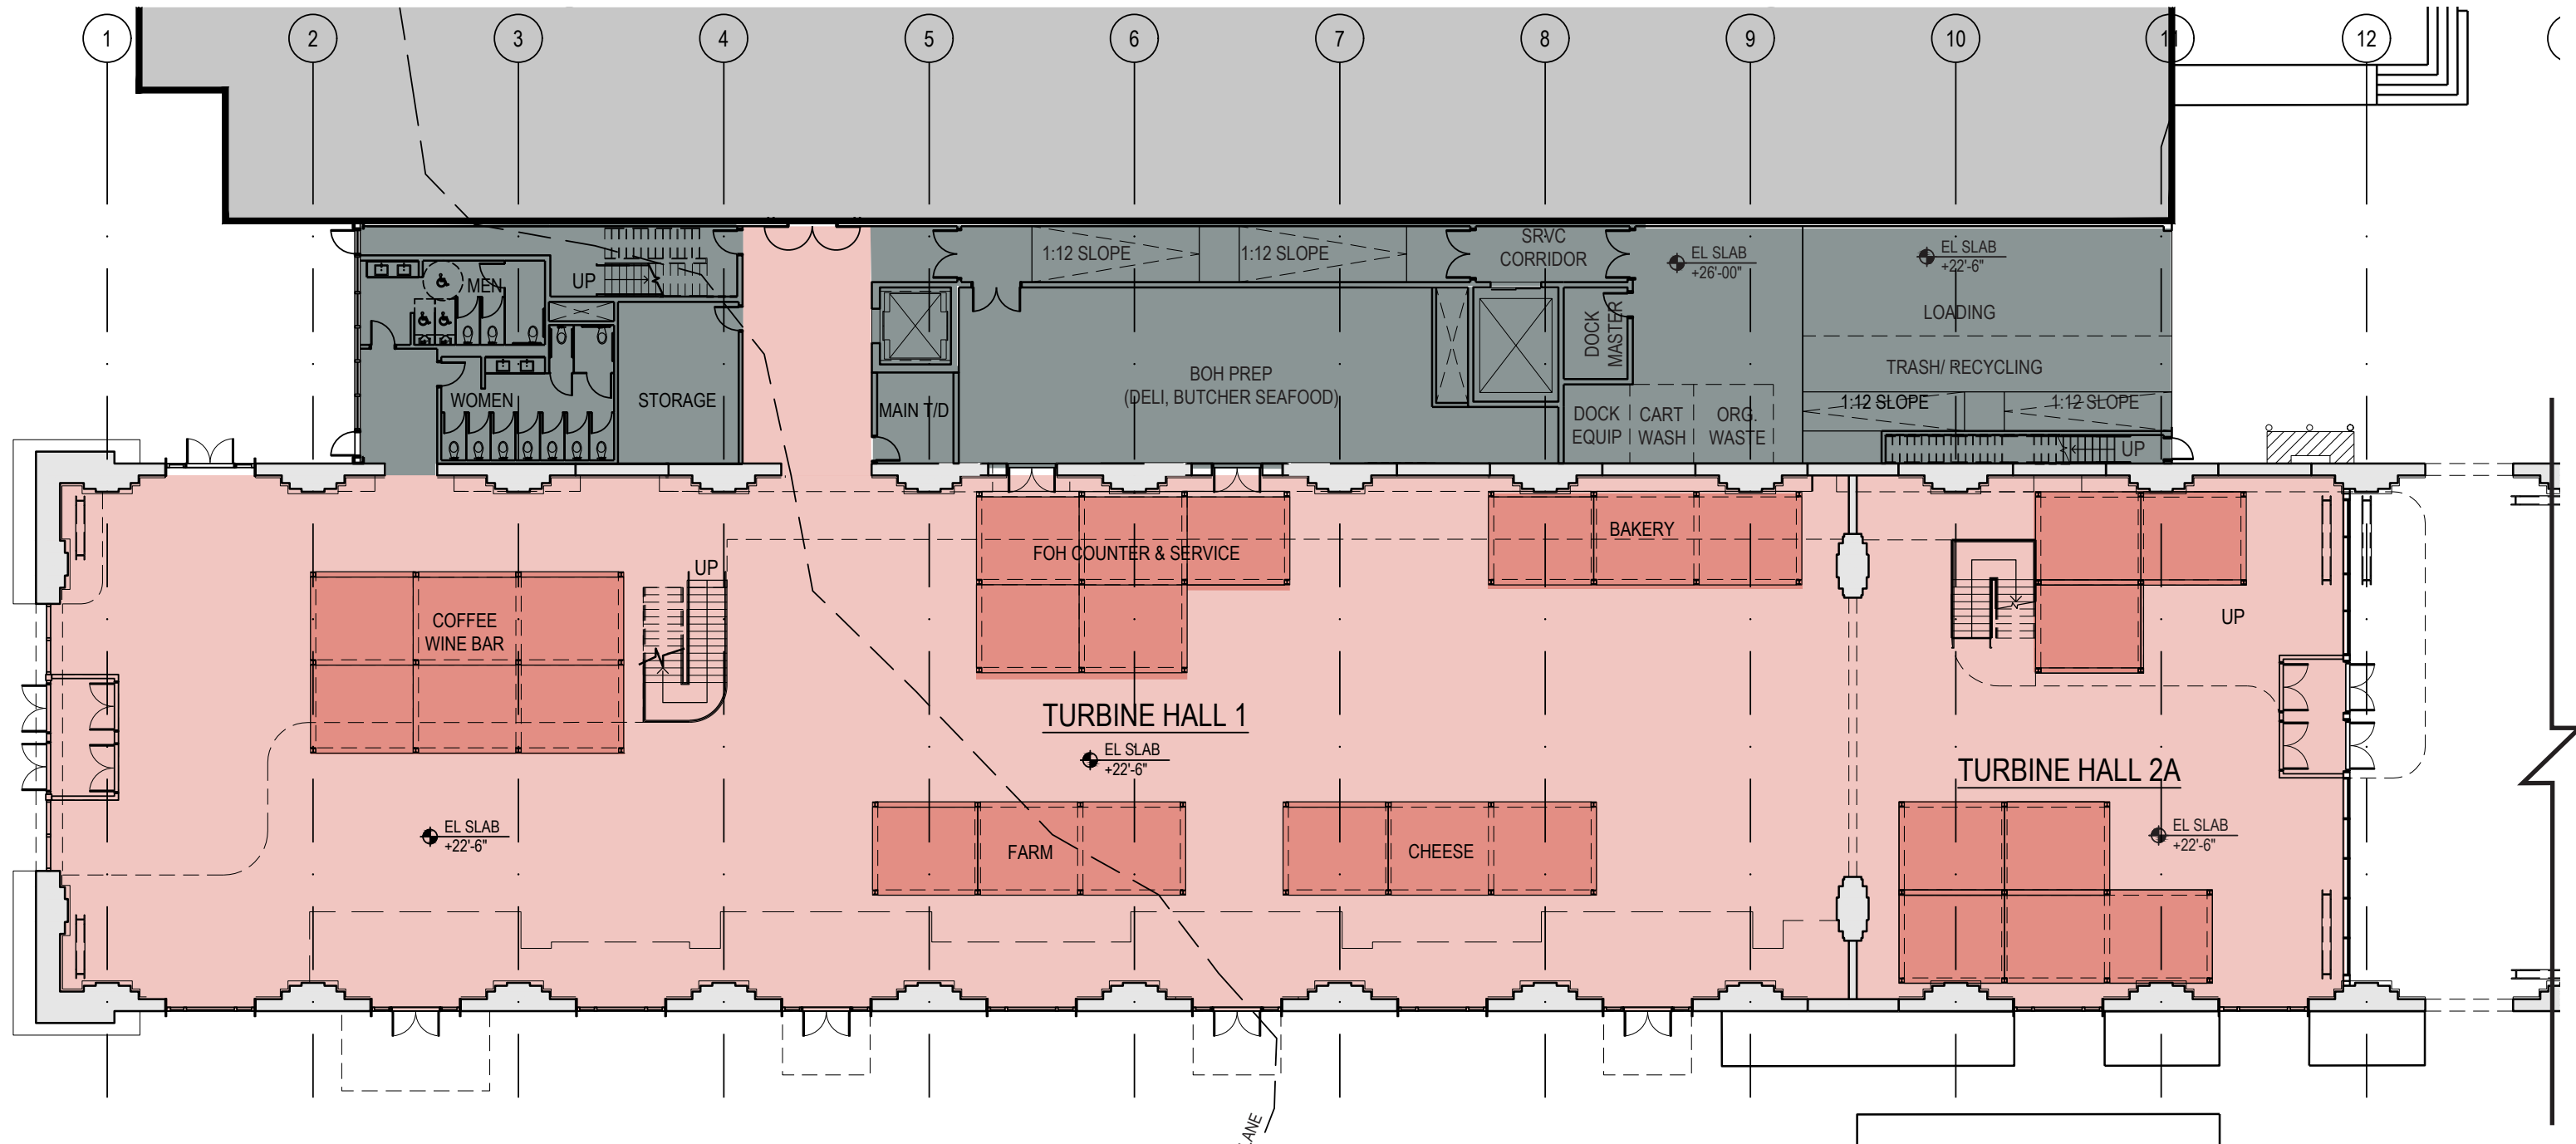 1
2
3
4
5
6
7
8
9
10
11
12
1:12 SLOPE
1:12 SLOPE
SRVC
CORRIDOR
EL SLAB
+26'-00"
EL SLAB
+22'-6"
MEN
UP
LOADING
DOCK
MASTER
TRASH/ RECYCLING
BOH PREP
(DELI, BUTCHER SEAFOOD)
WOMEN
STORAGE
MAIN T/D
DOCK
EQUIP
CART
WASH
ORG.
WASTE
1:12 SLOPE
1:12 SLOPE
UP
FOH COUNTER & SERVICE
BAKERY
UP
COFFEE
WINE BAR
UP
TURBINE HALL 1
EL SLAB
+22'-6"
TURBINE HALL 2A
EL SLAB
+22'-6"
EL SLAB
+22'-6"
FARM
CHEESE